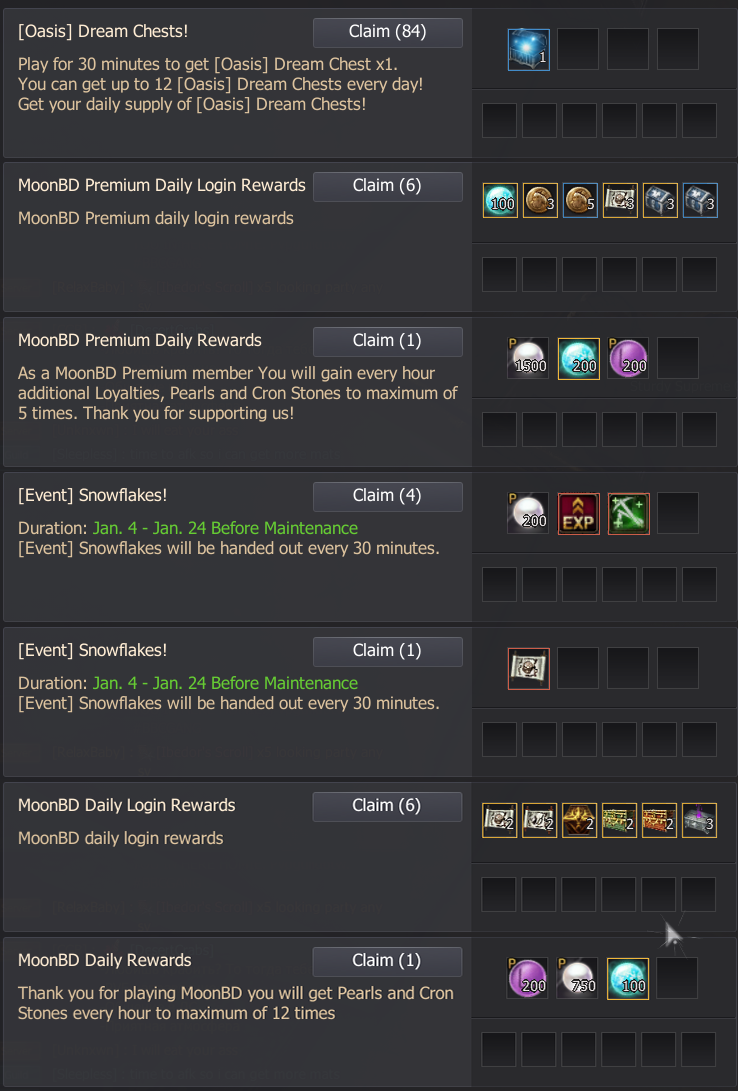 [Oasis] Dream Chests!
Claim (84)
Play for 30 minutes to get [Oasis] Dream Chest x1.
You can get up to 12 [Oasis] Dream Chests every day!
Get your daily supply of [Oasis] Dream Chests!
1
MoonBD Premium Daily Login Rewards
Claim (6)
MoonBD Premium daily login rewards
100 3 5 3 3 3
MoonBD Premium Daily Rewards
Claim (1)
As a MoonBD Premium member You will gain every hour
additional Loyalties, Pearls and Cron Stones to maximum of
5 times. Thank you for supporting us!
P 1500 200 P 200
[Event] Snowflakes!
Claim (4)
Duration: Jan. 4 - Jan. 24 Before Maintenance
[Event] Snowflakes will be handed out every 30 minutes.
P 200 EXP
[Event] Snowflakes!
Claim (1)
Duration: Jan. 4 - Jan. 24 Before Maintenance
[Event] Snowflakes will be handed out every 30 minutes.
MoonBD Daily Login Rewards
Claim (6)
MoonBD daily login rewards
2 2 2 2 2 3
MoonBD Daily Rewards
Claim (1)
Thank you for playing MoonBD you will get Pearls and Cron
Stones every hour to maximum of 12 times
P 200 P 750 100